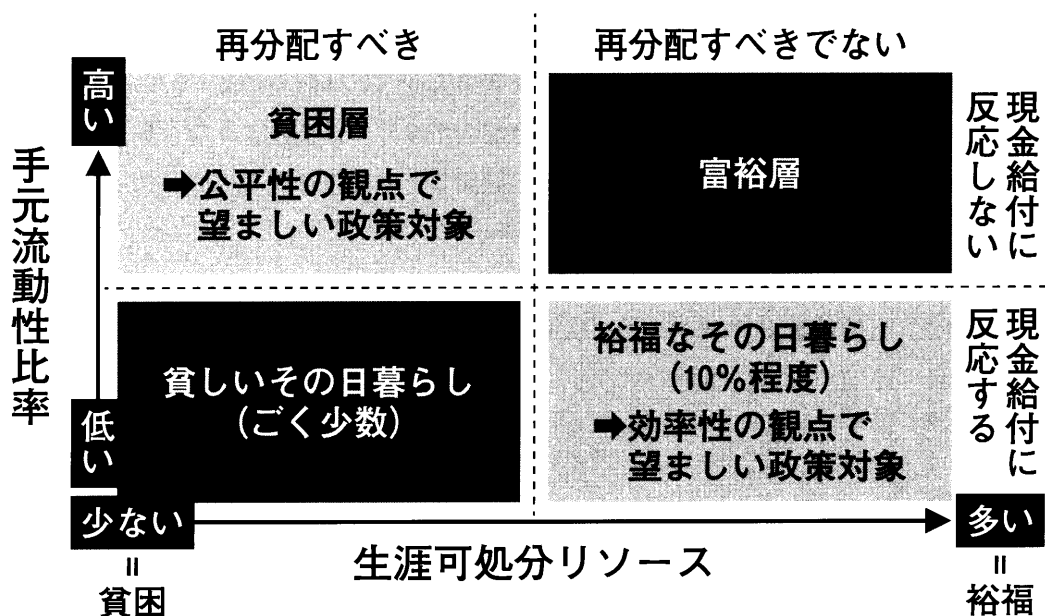 再分配すべき
再分配すべきでない
高い
手元流動性比率
低い
貧困層
➡公平性の観点で
望ましい政策対象
富裕層
現金給付に
反応しない
貧しいその日暮らし
(ごく少数)
裕福なその日暮らし
(10%程度)
➡効率性の観点で
望ましい政策対象
現金給付に
反応する
少ない
=
貧困
生涯可処分リソース
多い
=
裕福